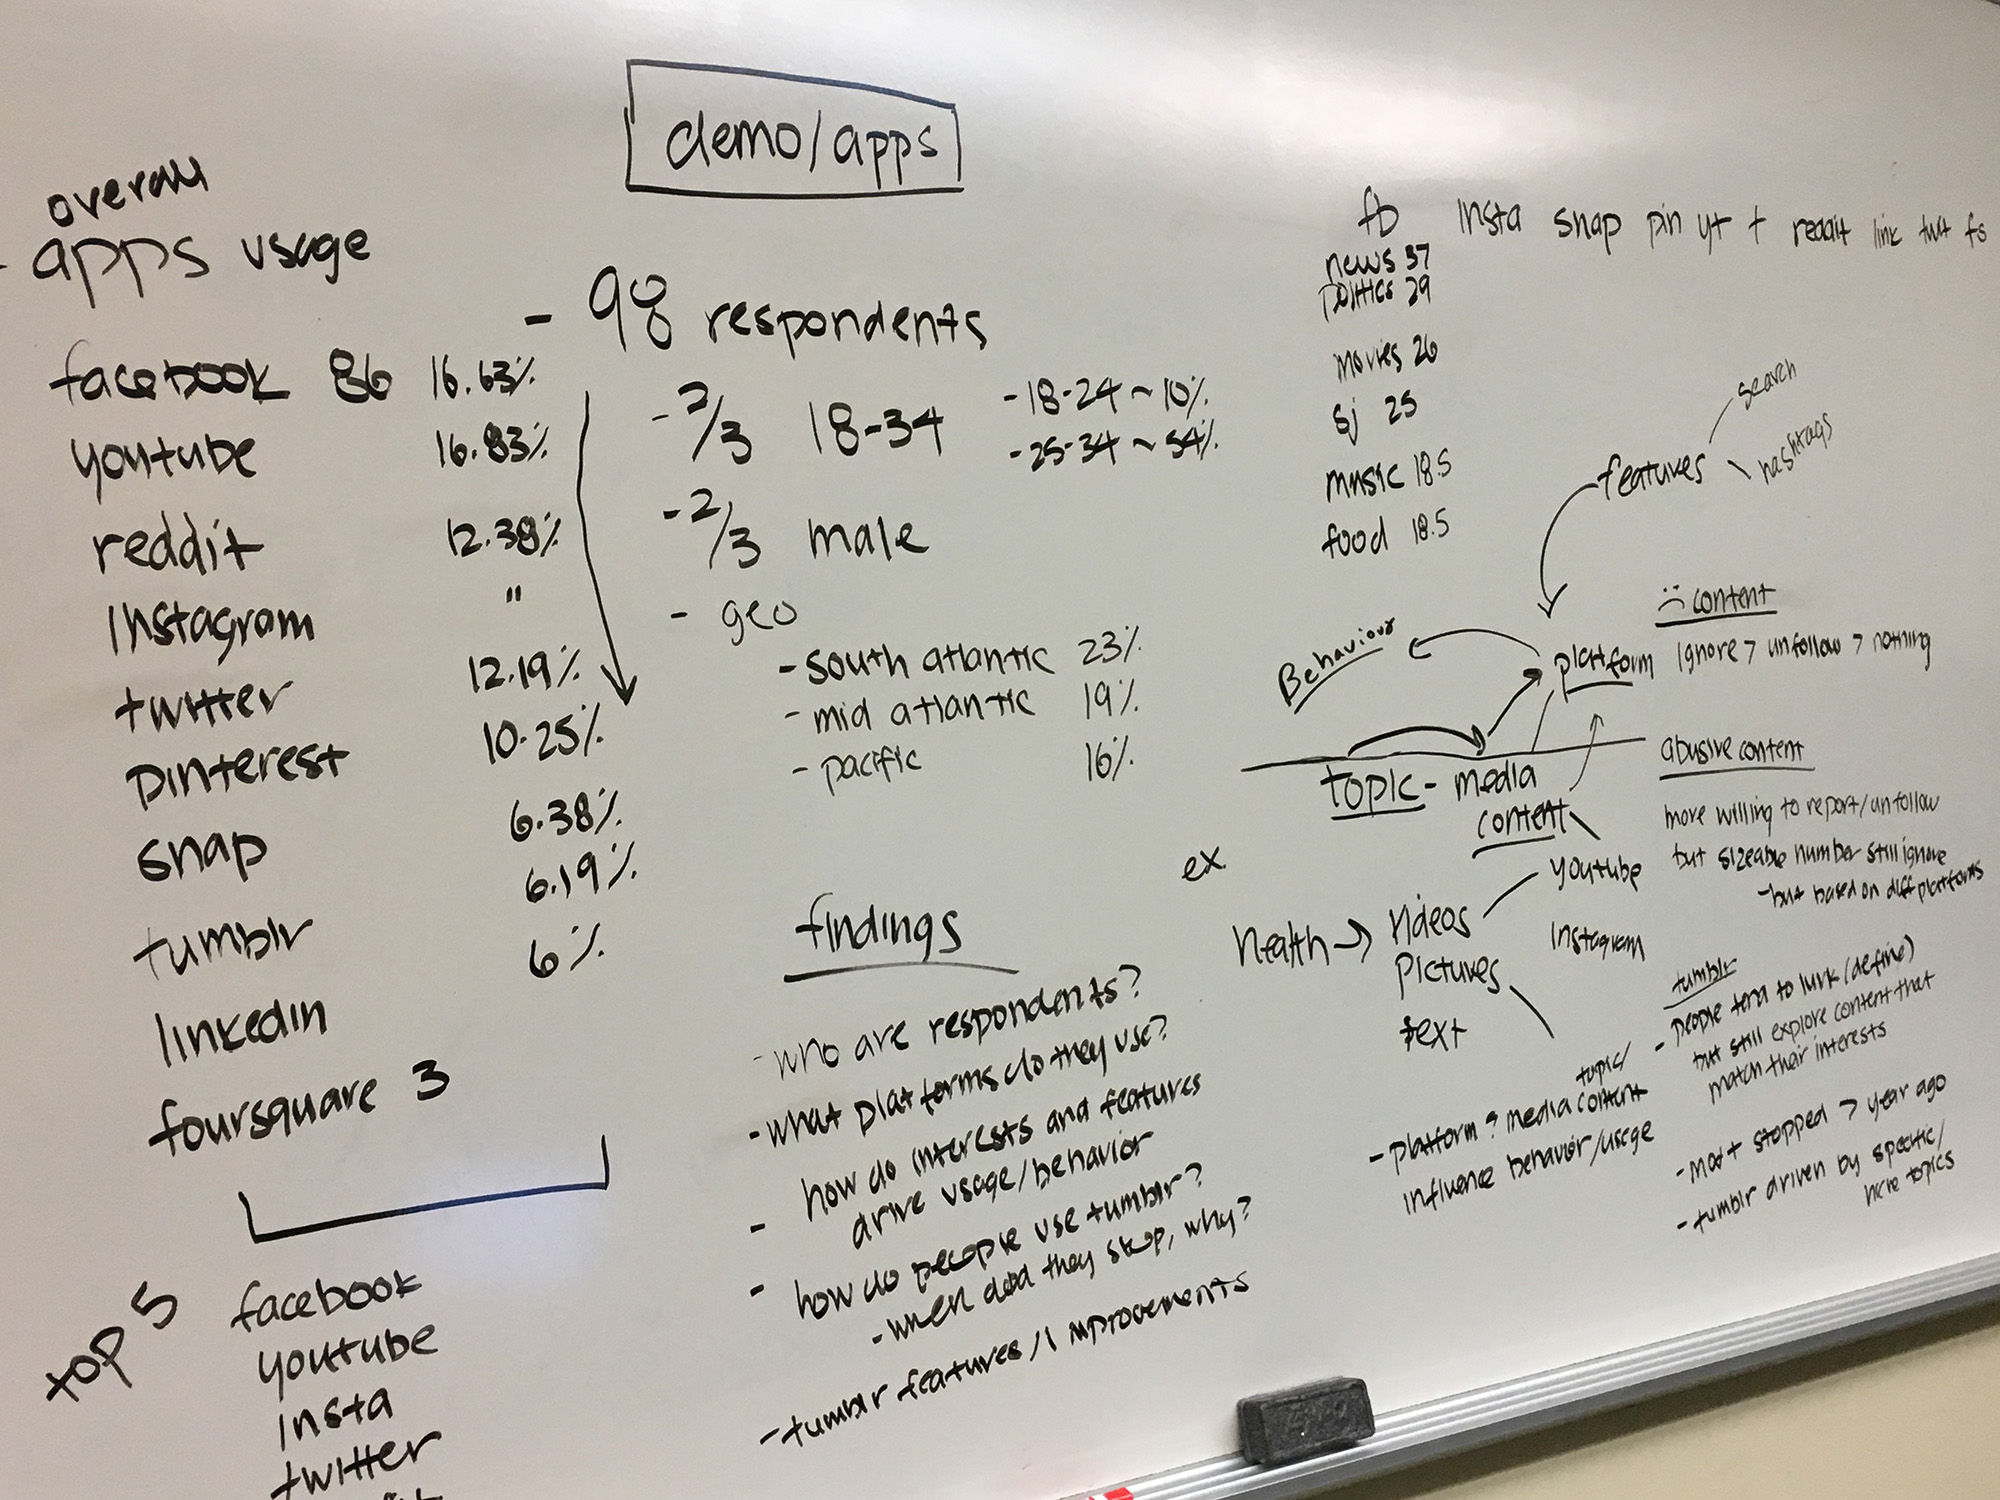 demo/apps
overall
- apps usage
facebook 86 16.63%
youtube 16.83%
reddit 12.38%
Instagram "
twitter 12.19%
pinterest 10.25%
snap 6.38%
tumblr 6.19%
linkedin 6%
foursquare 3
top 5
facebook
youtube
insta
twitter
- 98 respondents
- 2/3 18-34
- 18-24 ~ 10%
- 25-34 ~ 54%
- 2/3 male
- geo
- south atlantic 23%
- mid atlantic 19%
- pacific 16%
findings
- who are respondents?
- what platforms do they use?
- how do interests and features
drive usage/behavior
- how do people use tumblr?
- when did they stop, why?
- tumblr features/improvements
fb insta snap pin yt t reddit link twt fs
news 37
politics 29
movies 26
sj 25
music 18.5
food 18.5
features
search
hashtags
Behaviour
platform
topic - media
content
ex
health → videos
pictures
text
youtube
Instagram
topic/
- platform & media content
influence behavior/usage
:( content
ignore > unfollow > nothing
abusive content
more willing to report/unfollow
but sizeable number still ignore
- but based on diff platforms
tumblr
- people tend to lurk (define)
but still explore content that
match their interests
- most stopped > year ago
- tumblr driven by specific/
niche topics